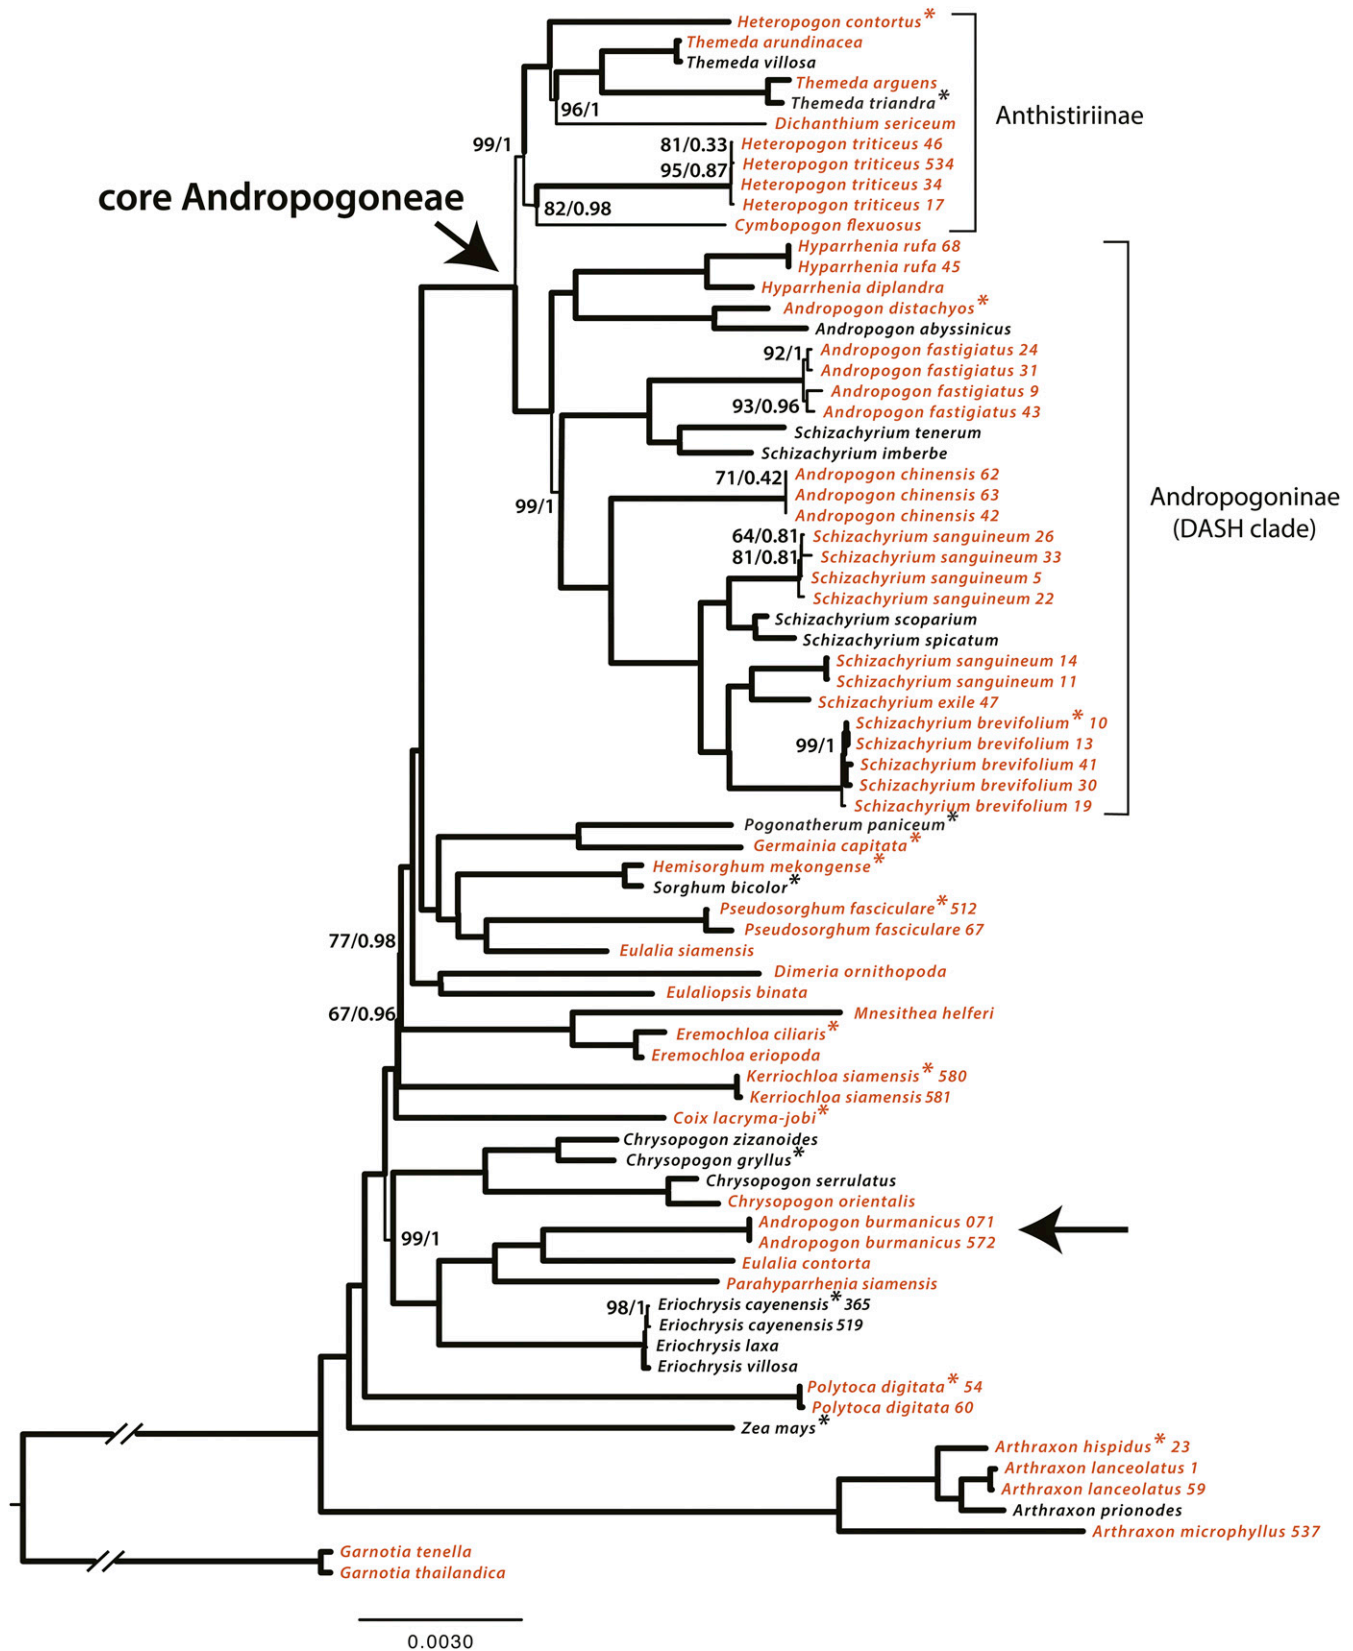 Heteropogon contortus*
Themeda arundinacea
Themeda villosa
Themeda arguens
Themeda triandra*
96/1
Anthistiriinae
Dichanthium sericeum
99/1
81/0.33
Heteropogon triticeus 46
95/0.87
Heteropogon triticeus 534
Heteropogon triticeus 34
core Andropogoneae
82/0.98
Heteropogon triticeus 17
Cymbopogon flexuosus
Hyparrhenia rufa 68
Hyparrhenia rufa 45
Hyparrhenia diplandra
Andropogon distachyos*
Andropogon abyssinicus
92/1
Andropogon fastigiatus 24
Andropogon fastigiatus 31
Andropogon fastigiatus 9
93/0.96
Andropogon fastigiatus 43
Schizachyrium tenerum
Schizachyrium imberbe
71/0.42
Andropogon chinensis 62
Andropogon chinensis 63
99/1
Andropogon chinensis 42
Andropogoninae
(DASH clade)
64/0.81
Schizachyrium sanguineum 26
81/0.81
Schizachyrium sanguineum 33
Schizachyrium sanguineum 5
Schizachyrium sanguineum 22
Schizachyrium scoparium
Schizachyrium spicatum
Schizachyrium sanguineum 14
Schizachyrium sanguineum 11
Schizachyrium exile 47
Schizachyrium brevifolium* 10
99/1
Schizachyrium brevifolium 13
Schizachyrium brevifolium 41
Schizachyrium brevifolium 30
Schizachyrium brevifolium 19
Pogonatherum paniceum*
Germainia capitata*
Hemisorghum mekongense*
Sorghum bicolor*
Pseudosorghum fasciculare* 512
Pseudosorghum fasciculare 67
77/0.98
Eulalia siamensis
Dimeria ornithopoda
Eulaliopsis binata
67/0.96
Mnesithea helferi
Eremochloa ciliaris*
Eremochloa eriopoda
Kerriochloa siamensis* 580
Kerriochloa siamensis 581
Coix lacryma-jobi*
Chrysopogon zizanoides
Chrysopogon gryllus*
Chrysopogon serrulatus
Chrysopogon orientalis
Andropogon burmanicus 071
99/1
Andropogon burmanicus 572
Eulalia contorta
Parahyparrhenia siamensis
98/1
Eriochrysis cayenensis* 365
Eriochrysis cayenensis 519
Eriochrysis laxa
Eriochrysis villosa
Polytoca digitata* 54
Polytoca digitata 60
Zea mays*
Arthraxon hispidus* 23
Arthraxon lanceolatus 1
Arthraxon lanceolatus 59
Arthraxon prionodes
Arthraxon microphyllus 537
Garnotia tenella
Garnotia thailandica
0.0030